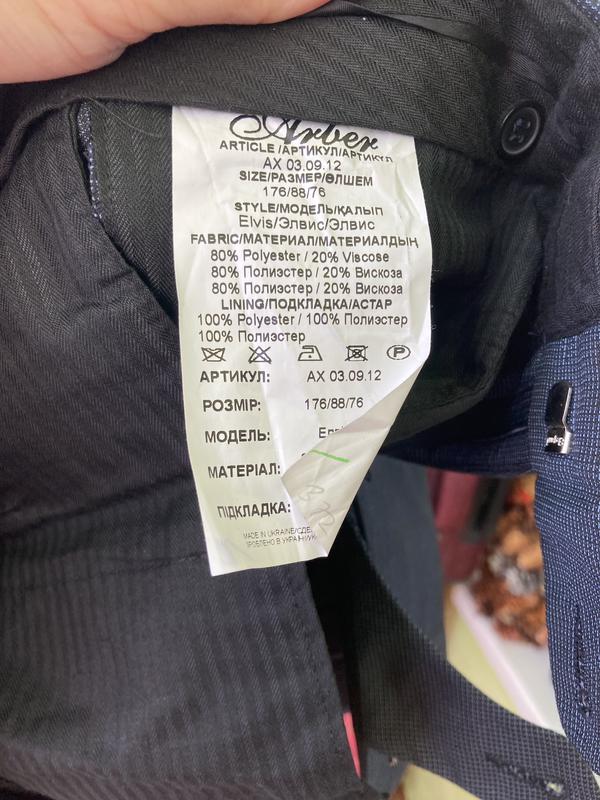 Arber
ARTICLE/АРТИКУЛ/АРТИКУЛ
AX 03.09.12
SIZE/РАЗМЕР/ӨЛШЕМ
176/88/76
STYLE/МОДЕЛЬ/ҚАЛЫП
Elvis/Элвис/Элвис
FABRIC/МАТЕРИАЛ/МАТЕРИАЛДЫҢ
80% Polyester / 20% Viscose
80% Полиэстер / 20% Вискоза
80% Полиэстер / 20% Вискоза
LINING/ПОДКЛАДКА/АСТАР
100% Polyester / 100% Полиэстер
100% Полиэстер
P
АРТИКУЛ: AX 03.09.12
РОЗМІР: 176/88/76
МОДЕЛЬ:
МАТЕРІАЛ:
ПІДКЛАДКА:
MADE IN UKRAINE/СДЕ
ЗРОБЛЕНО В УКРАЇНІ